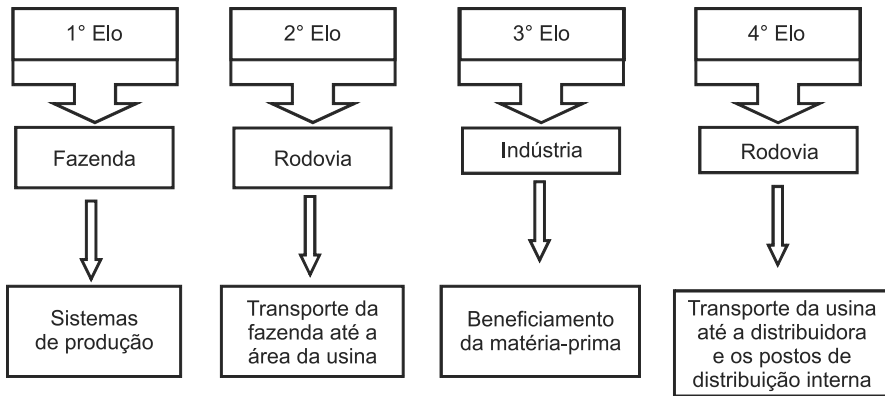 1° Elo
2° Elo
3° Elo
4° Elo
Fazenda
Rodovia
Indústria
Rodovia
Sistemas
de produção
Transporte da
fazenda até a
área da usina
Beneficiamento
da matéria-prima
Transporte da usina
até a distribuidora
e os postos de
distribuição interna